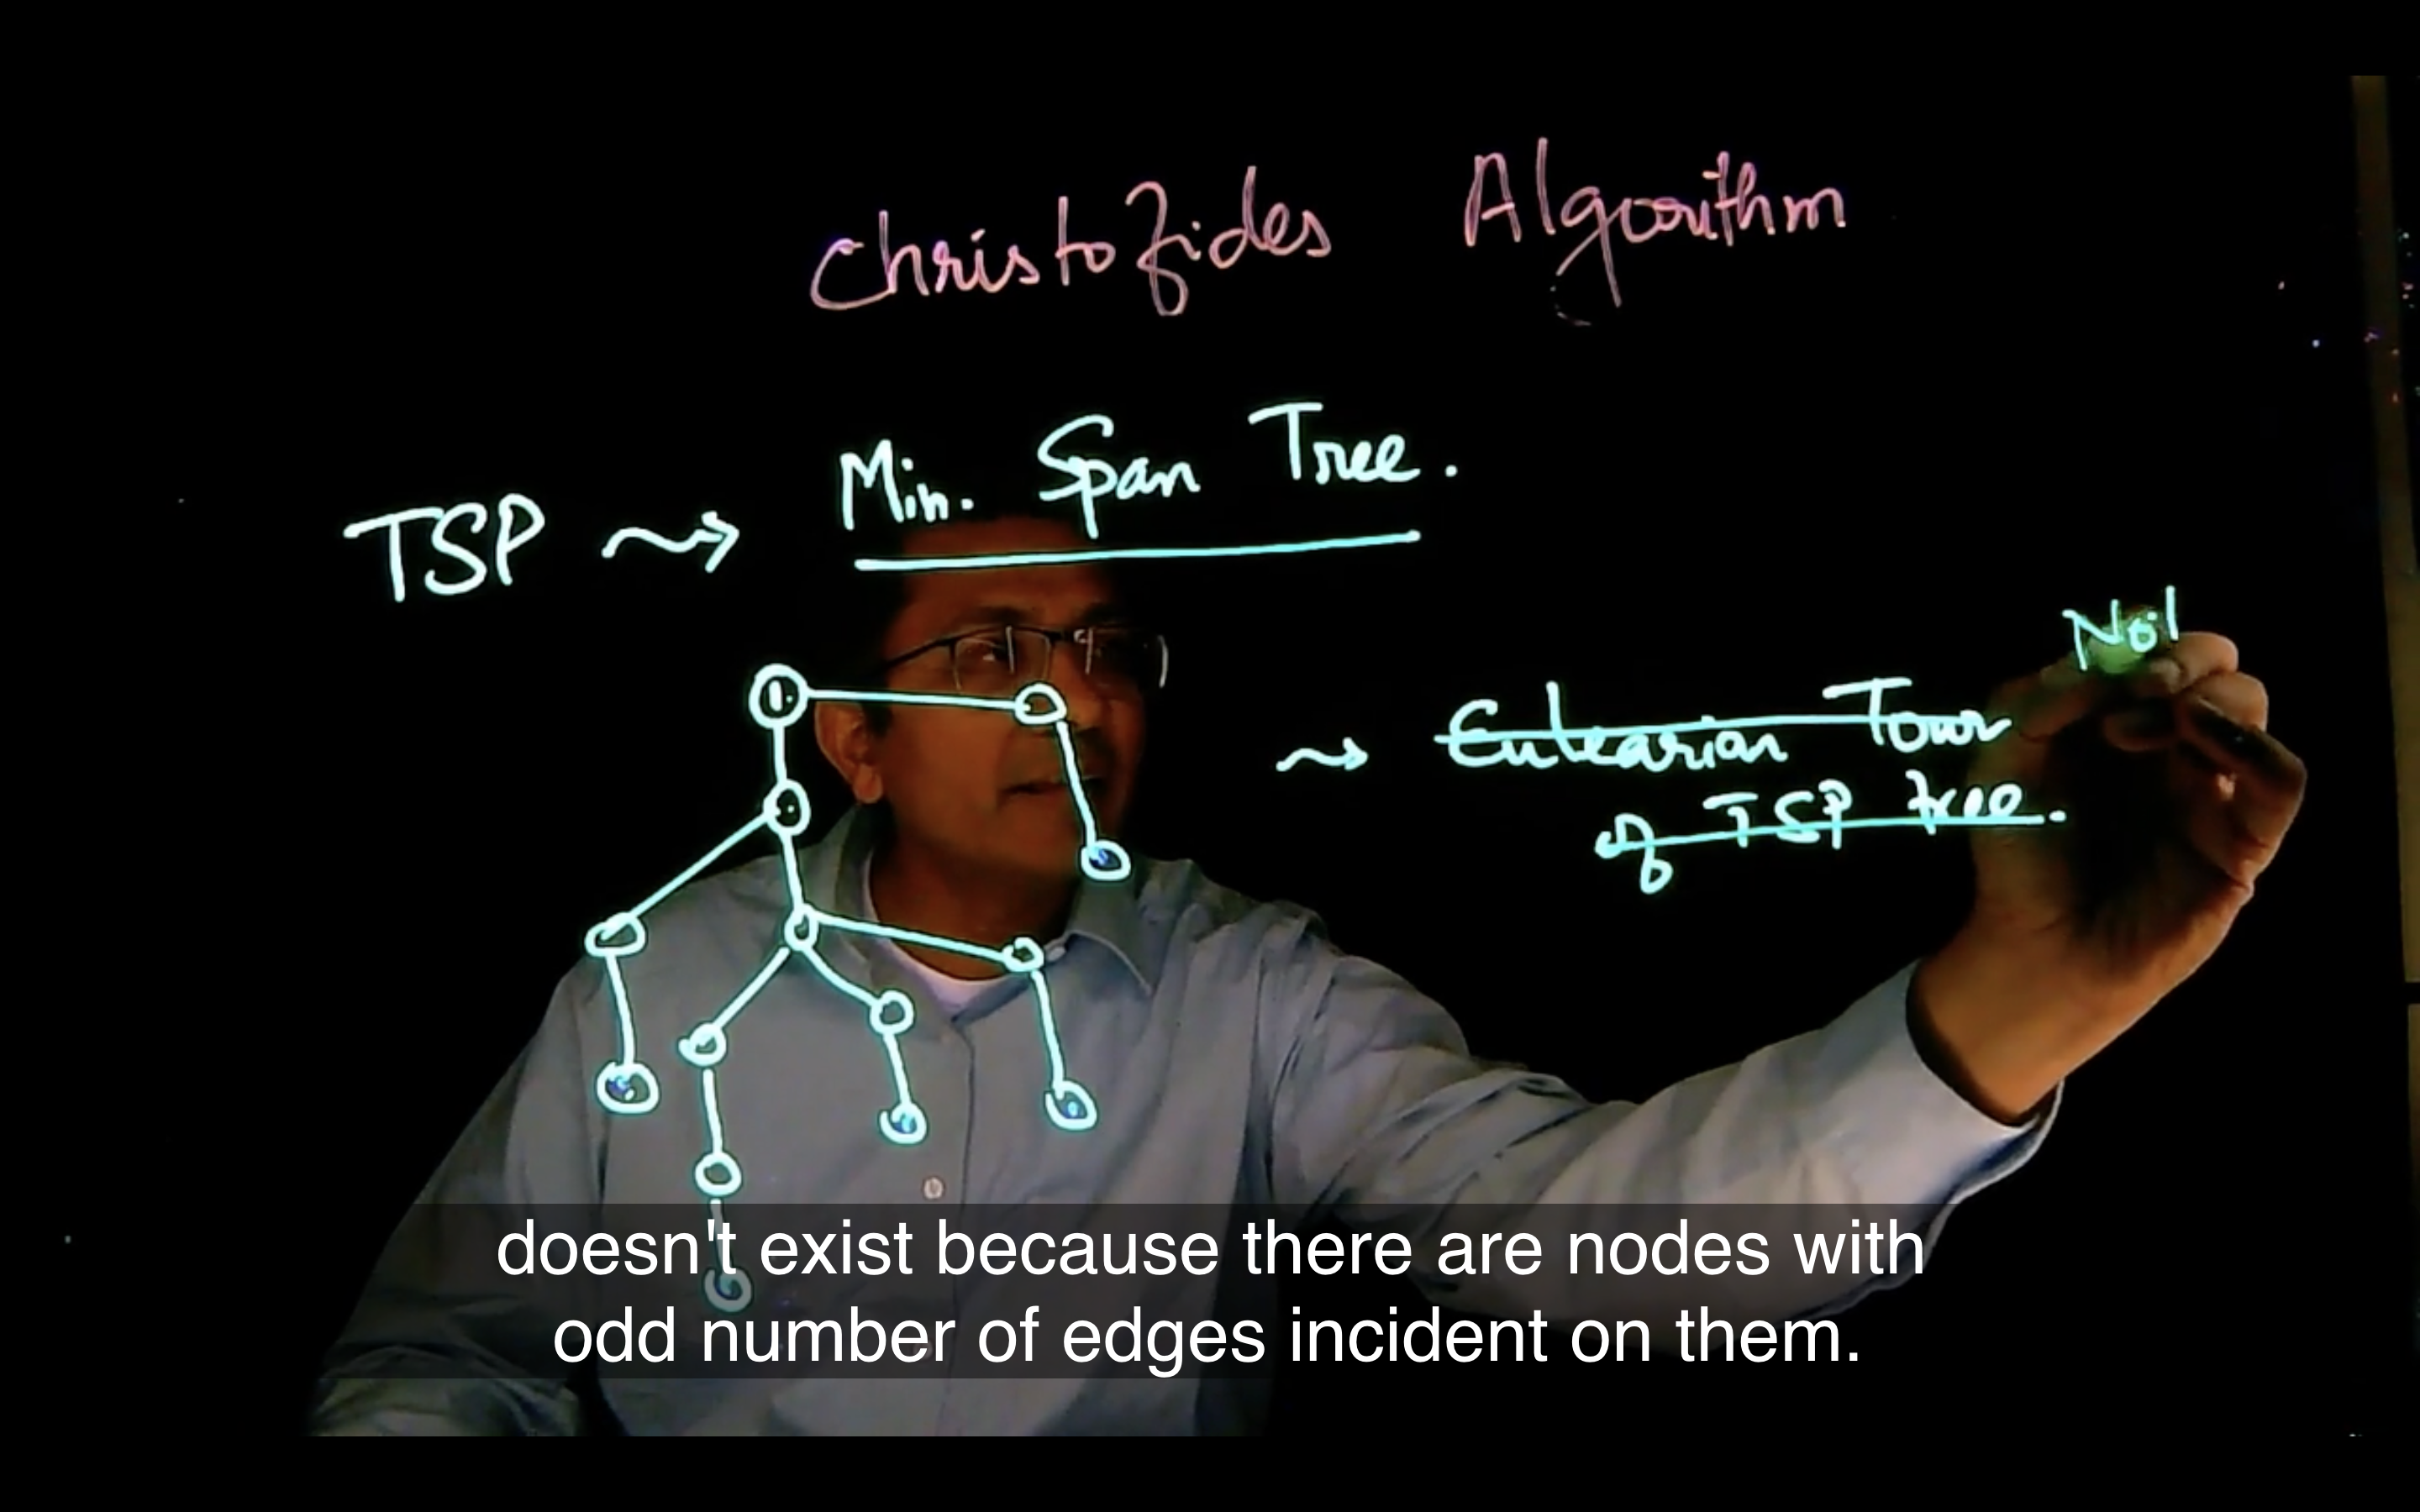 Christofides Algorithm
Min. Span Tree.
TSP
No!
Eulearian Tour
of TSP tree.
doesn't exist because there are nodes with
odd number of edges incident on them.